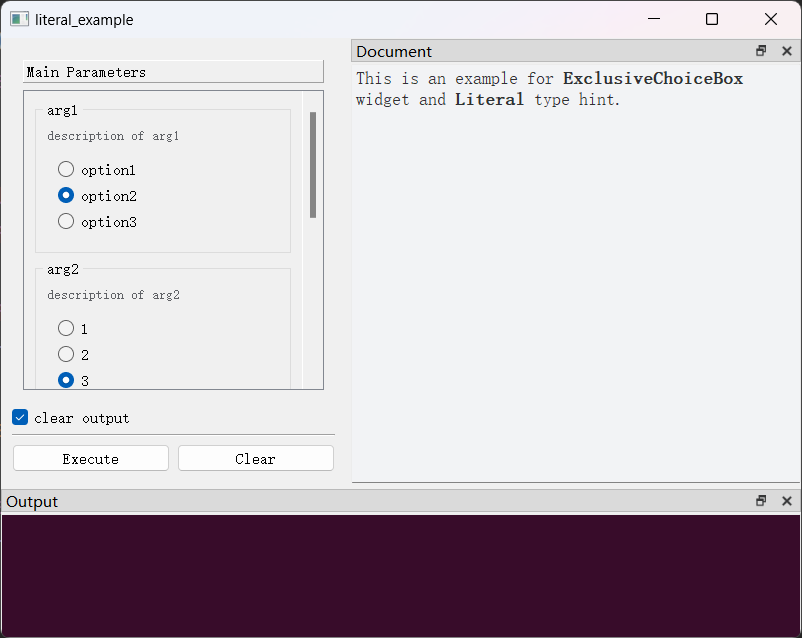 literal_example
Main Parameters
arg1
description of arg1
option1
option2
option3
arg2
description of arg2
1
2
3
clear output
Execute
Clear
Document
This is an example for ExclusiveChoiceBox
widget and Literal type hint.
Output